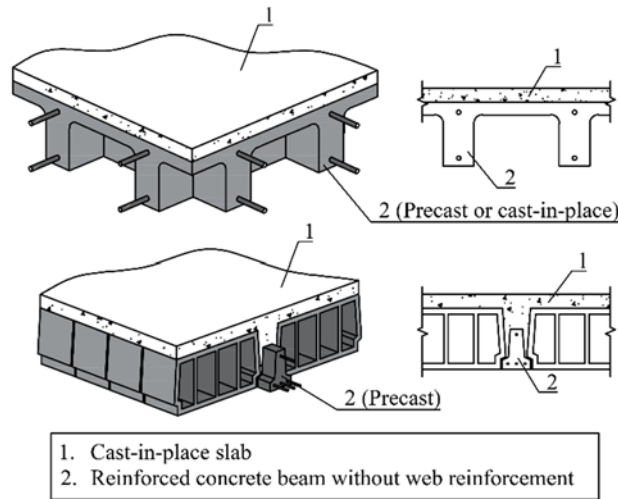 1
1
2
2 (Precast or cast-in-place)
1
1
2
2 (Precast)
1. Cast-in-place slab
2. Reinforced concrete beam without web reinforcement